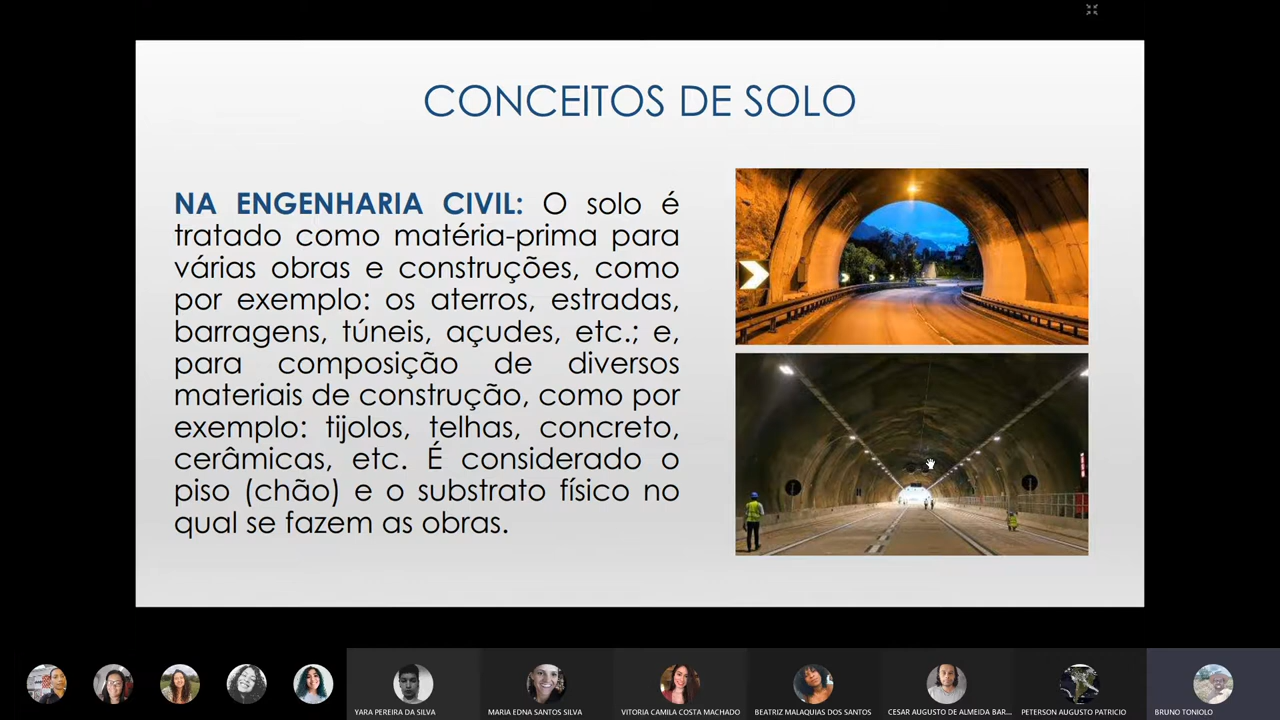 CONCEITOS DE SOLO
NA ENGENHARIA CIVIL: O solo é
tratado como matéria-prima para
várias obras e construções, como
por exemplo: os aterros, estradas,
barragens, túneis, açudes, etc.; e,
para composição de diversos
materiais de construção, como por
exemplo: tijolos, telhas, concreto,
cerâmicas, etc. É considerado o
piso (chão) e o substrato físico no
qual se fazem as obras.
YARA PEREIRA DA SILVA
MARIA EDNA SANTOS SILVA
VITORIA CAMILA COSTA MACHADO
BEATRIZ MALAQUIAS DOS SANTOS
CESAR AUGUSTO DE ALMEIDA BAR...
PETERSON AUGUSTO PATRICIO
BRUNO TONIOLO